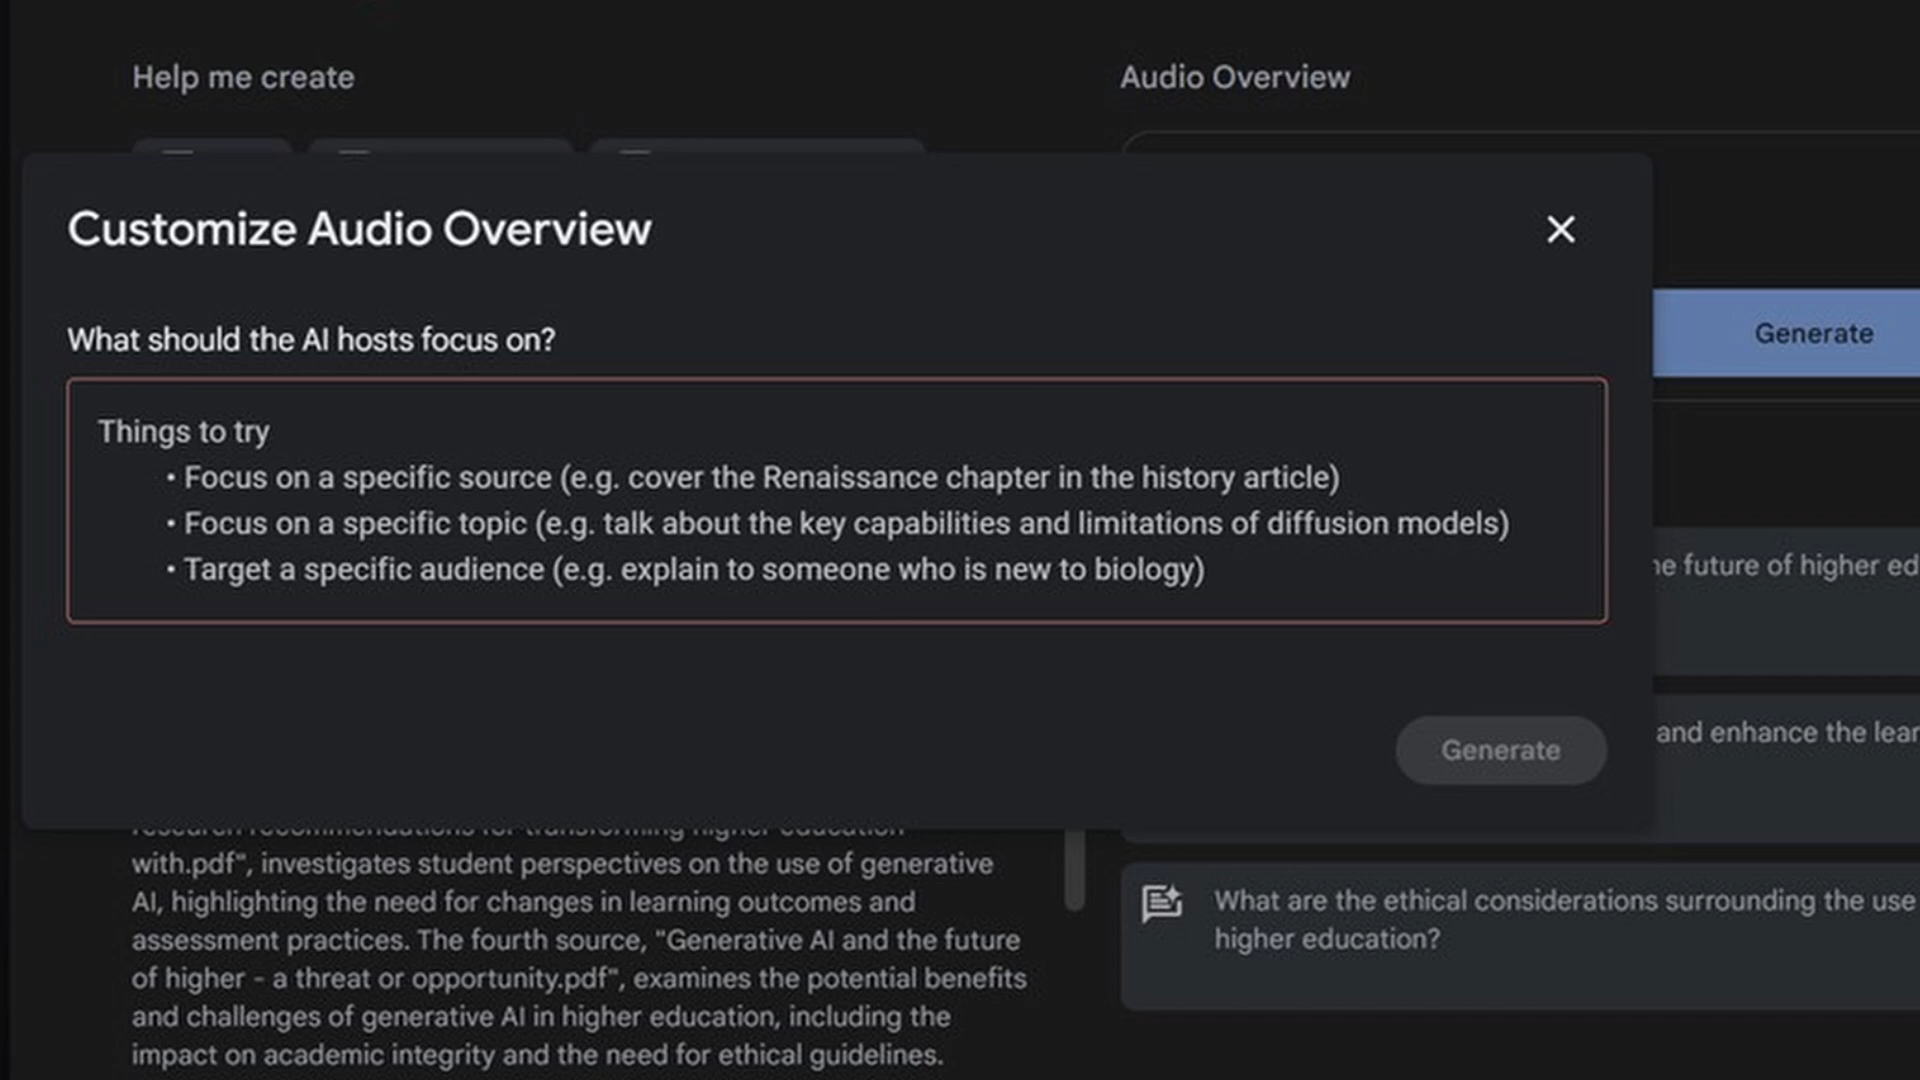 Help me create
Audio Overview
Customize Audio Overview
What should the AI hosts focus on?
Generate
Things to try
• Focus on a specific source (e.g. cover the Renaissance chapter in the history article)
• Focus on a specific topic (e.g. talk about the key capabilities and limitations of diffusion models)
• Target a specific audience (e.g. explain to someone who is new to biology)
future of higher
and enhance the
Generate
research recommendations for transforming higher education
with.pdf", investigates student perspectives on the use of generative
AI, highlighting the need for changes in learning outcomes and
assessment practices. The fourth source, "Generative AI and the future
of higher - a threat or opportunity.pdf", examines the potential benefits
and challenges of generative AI in higher education, including the
impact on academic integrity and the need for ethical guidelines.
What are the ethical considerations surrounding the use
higher education?